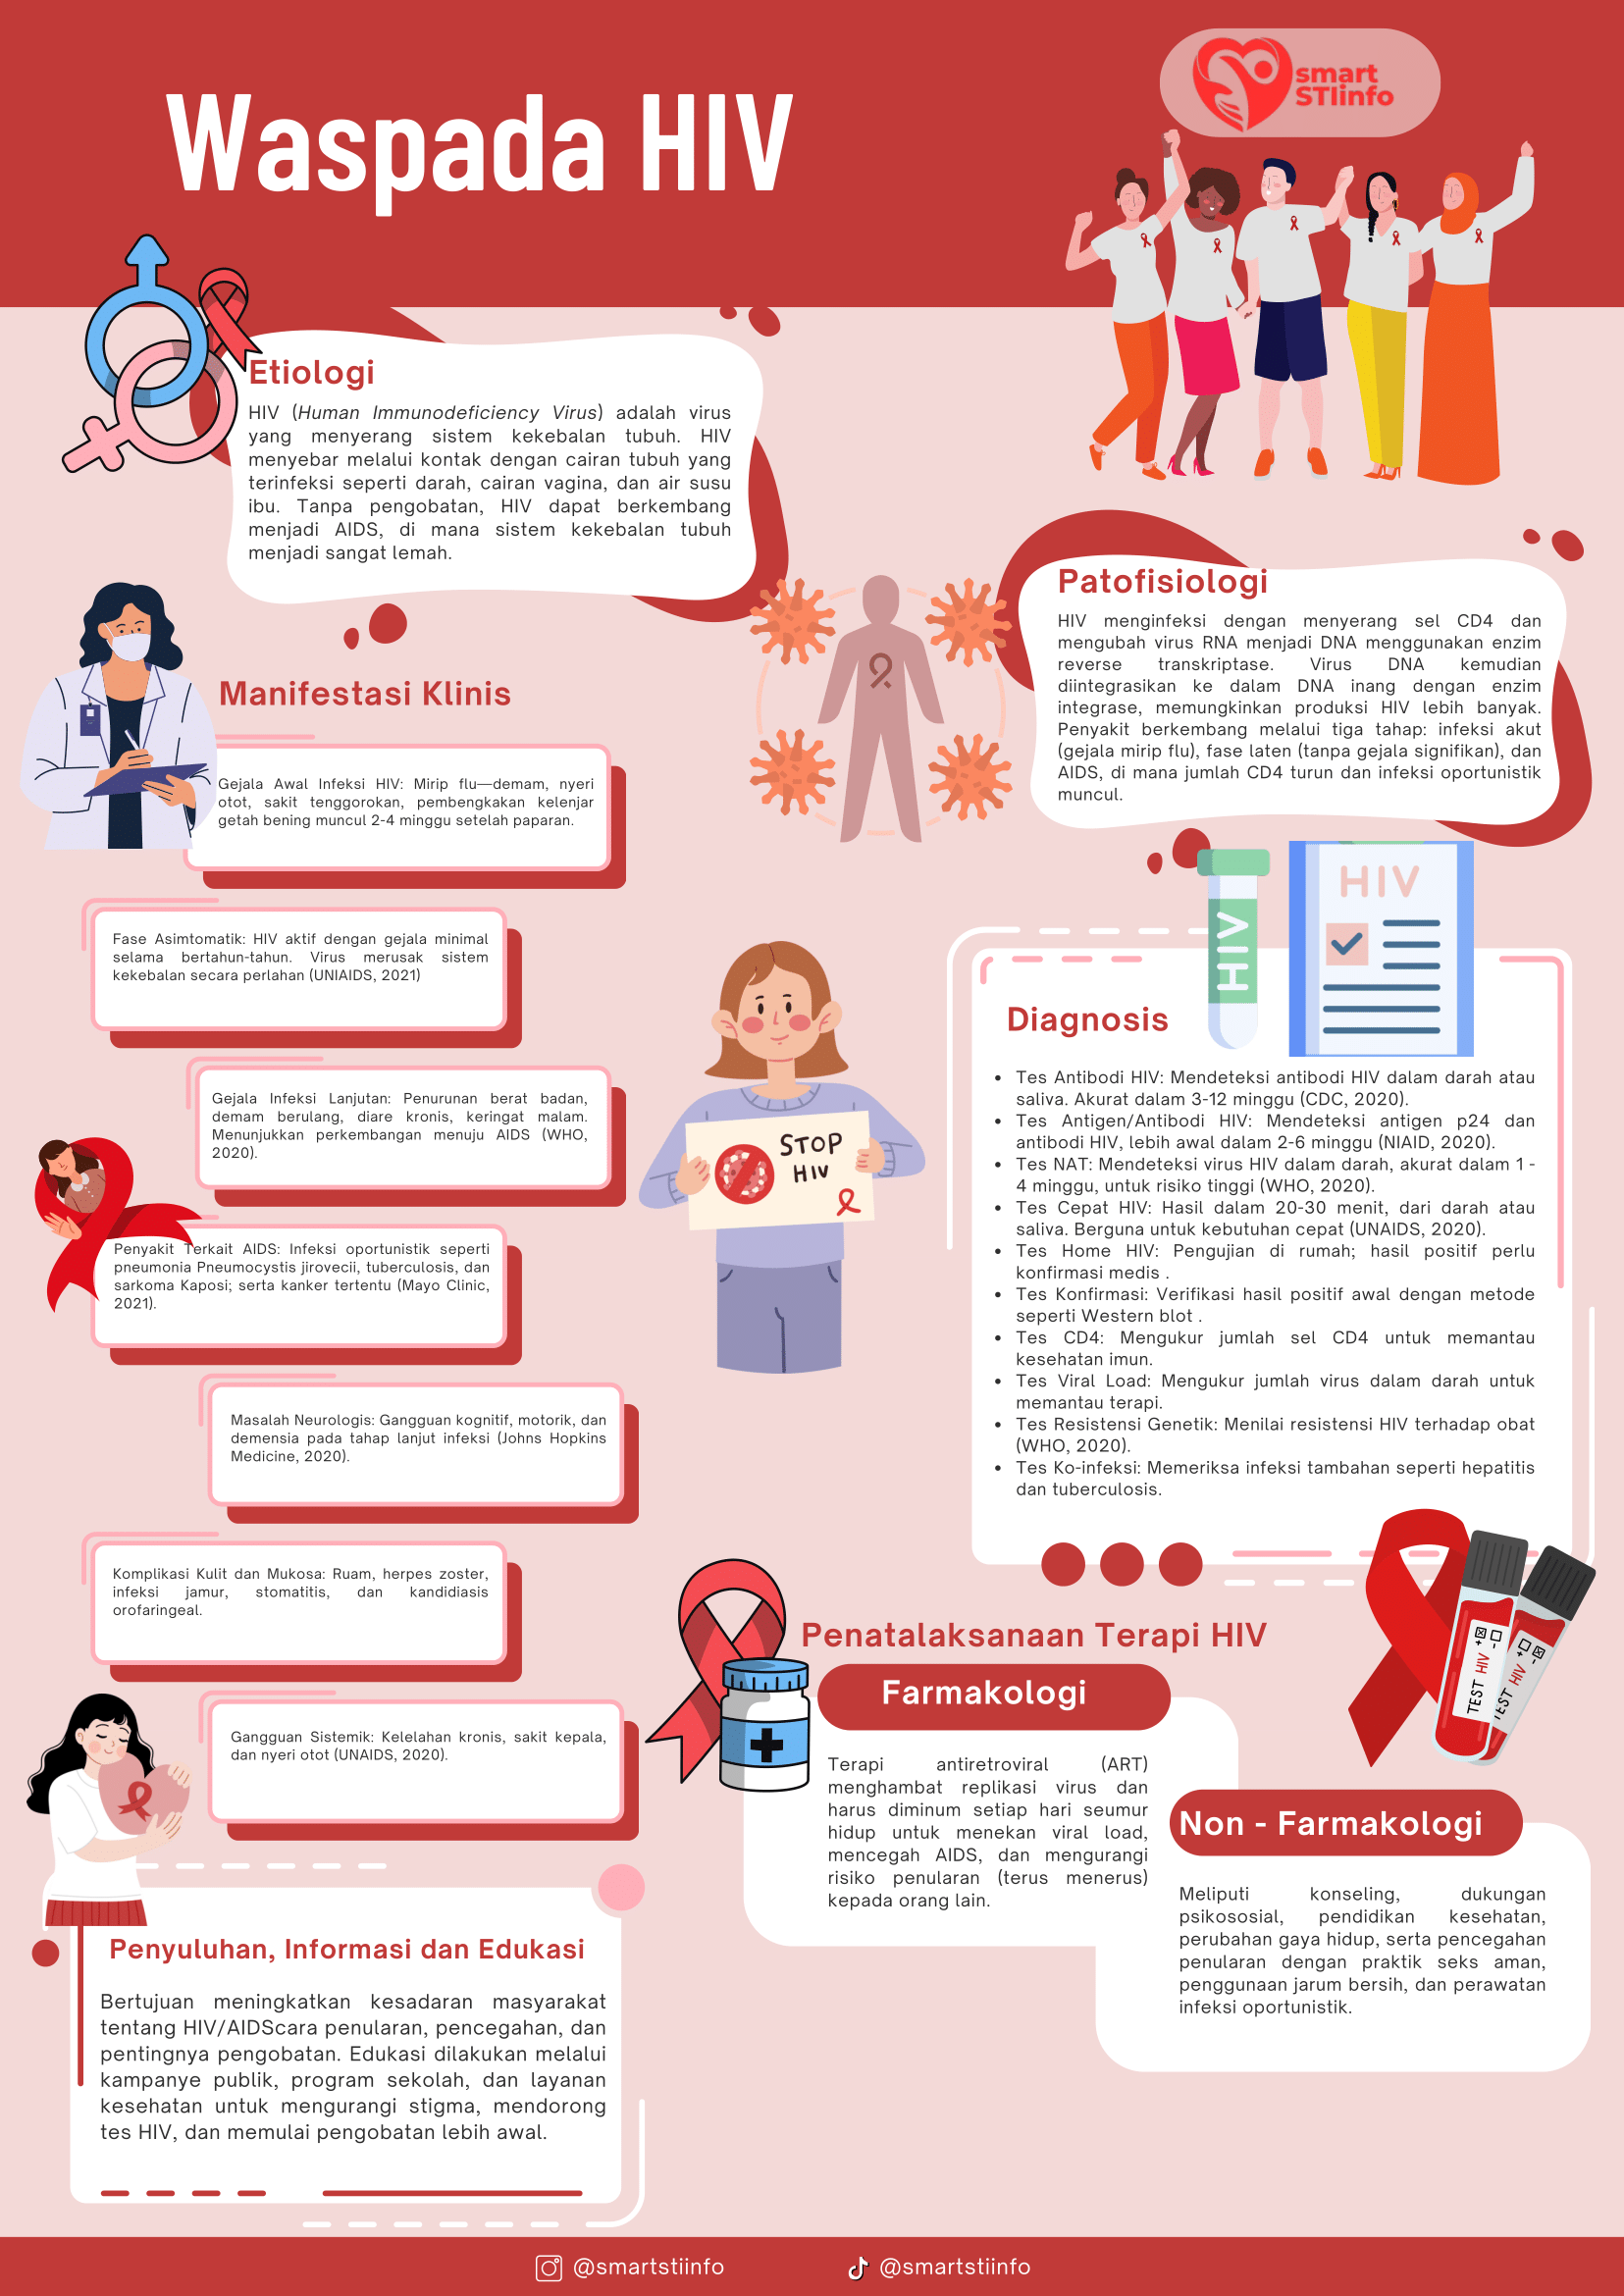 Waspada HIV
smart
STIinfo
Etiologi
HIV (Human Immunodeficiency Virus) adalah virus
yang menyerang sistem kekebalan tubuh. HIV
menyebar melalui kontak dengan cairan tubuh yang
terinfeksi seperti darah, cairan vagina, dan air susu
ibu. Tanpa pengobatan, HIV dapat berkembang
menjadi AIDS, di mana sistem kekebalan tubuh
menjadi sangat lemah.
Patofisiologi
HIV menginfeksi dengan menyerang sel CD4 dan
mengubah virus RNA menjadi DNA menggunakan enzim
reverse transkriptase. Virus DNA kemudian
diintegrasikan ke dalam DNA inang dengan enzim
integrase, memungkinkan produksi HIV lebih banyak.
Penyakit berkembang melalui tiga tahap: infeksi akut
(gejala mirip flu), fase laten (tanpa gejala signifikan), dan
AIDS, di mana jumlah CD4 turun dan infeksi oportunistik
muncul.
Manifestasi Klinis
Gejala Awal Infeksi HIV: Mirip flu—demam, nyeri
otot, sakit tenggorokan, pembengkakan kelenjar
getah bening muncul 2-4 minggu setelah paparan.
Fase Asimtomatik: HIV aktif dengan gejala minimal
selama bertahun-tahun. Virus merusak sistem
kekebalan secara perlahan (UNIAIDS, 2021)
Gejala Infeksi Lanjutan: Penurunan berat badan,
demam berulang, diare kronis, keringat malam.
Menunjukkan perkembangan menuju AIDS (WHO,
2020).
Penyakit Terkait AIDS: Infeksi oportunistik seperti
pneumonia Pneumocystis jirovecii, tuberculosis, dan
sarkoma Kaposi; serta kanker tertentu (Mayo Clinic,
2021).
Masalah Neurologis: Gangguan kognitif, motorik, dan
demensia pada tahap lanjut infeksi (Johns Hopkins
Medicine, 2020).
Komplikasi Kulit dan Mukosa: Ruam, herpes zoster,
infeksi jamur, stomatitis, dan kandidiasis
orofaringeal.
Gangguan Sistemik: Kelelahan kronis, sakit kepala,
dan nyeri otot (UNAIDS, 2020).
STOP
HIV
HIV
HIV
Diagnosis
• Tes Antibodi HIV: Mendeteksi antibodi HIV dalam darah atau
saliva. Akurat dalam 3-12 minggu (CDC, 2020).
• Tes Antigen/Antibodi HIV: Mendeteksi antigen p24 dan
antibodi HIV, lebih awal dalam 2-6 minggu (NIAID, 2020).
• Tes NAT: Mendeteksi virus HIV dalam darah, akurat dalam 1 -
4 minggu, untuk risiko tinggi (WHO, 2020).
• Tes Cepat HIV: Hasil dalam 20-30 menit, dari darah atau
saliva. Berguna untuk kebutuhan cepat (UNAIDS, 2020).
• Tes Home HIV: Pengujian di rumah; hasil positif perlu
konfirmasi medis .
• Tes Konfirmasi: Verifikasi hasil positif awal dengan metode
seperti Western blot .
• Tes CD4: Mengukur jumlah sel CD4 untuk memantau
kesehatan imun.
• Tes Viral Load: Mengukur jumlah virus dalam darah untuk
memantau terapi.
• Tes Resistensi Genetik: Menilai resistensi HIV terhadap obat
(WHO, 2020).
• Tes Ko-infeksi: Memeriksa infeksi tambahan seperti hepatitis
dan tuberculosis.
Penatalaksanaan Terapi HIV
TEST HIV + -
TEST HIV + -
Farmakologi
Terapi antiretroviral (ART)
menghambat replikasi virus dan
harus diminum setiap hari seumur
hidup untuk menekan viral load,
mencegah AIDS, dan mengurangi
risiko penularan (terus menerus)
kepada orang lain.
Non - Farmakologi
Meliputi konseling, dukungan
psikososial, pendidikan kesehatan,
perubahan gaya hidup, serta pencegahan
penularan dengan praktik seks aman,
penggunaan jarum bersih, dan perawatan
infeksi oportunistik.
Penyuluhan, Informasi dan Edukasi
Bertujuan meningkatkan kesadaran masyarakat
tentang HIV/AIDScara penularan, pencegahan, dan
pentingnya pengobatan. Edukasi dilakukan melalui
kampanye publik, program sekolah, dan layanan
kesehatan untuk mengurangi stigma, mendorong
tes HIV, dan memulai pengobatan lebih awal.
@smartstiinfo
@smartstiinfo